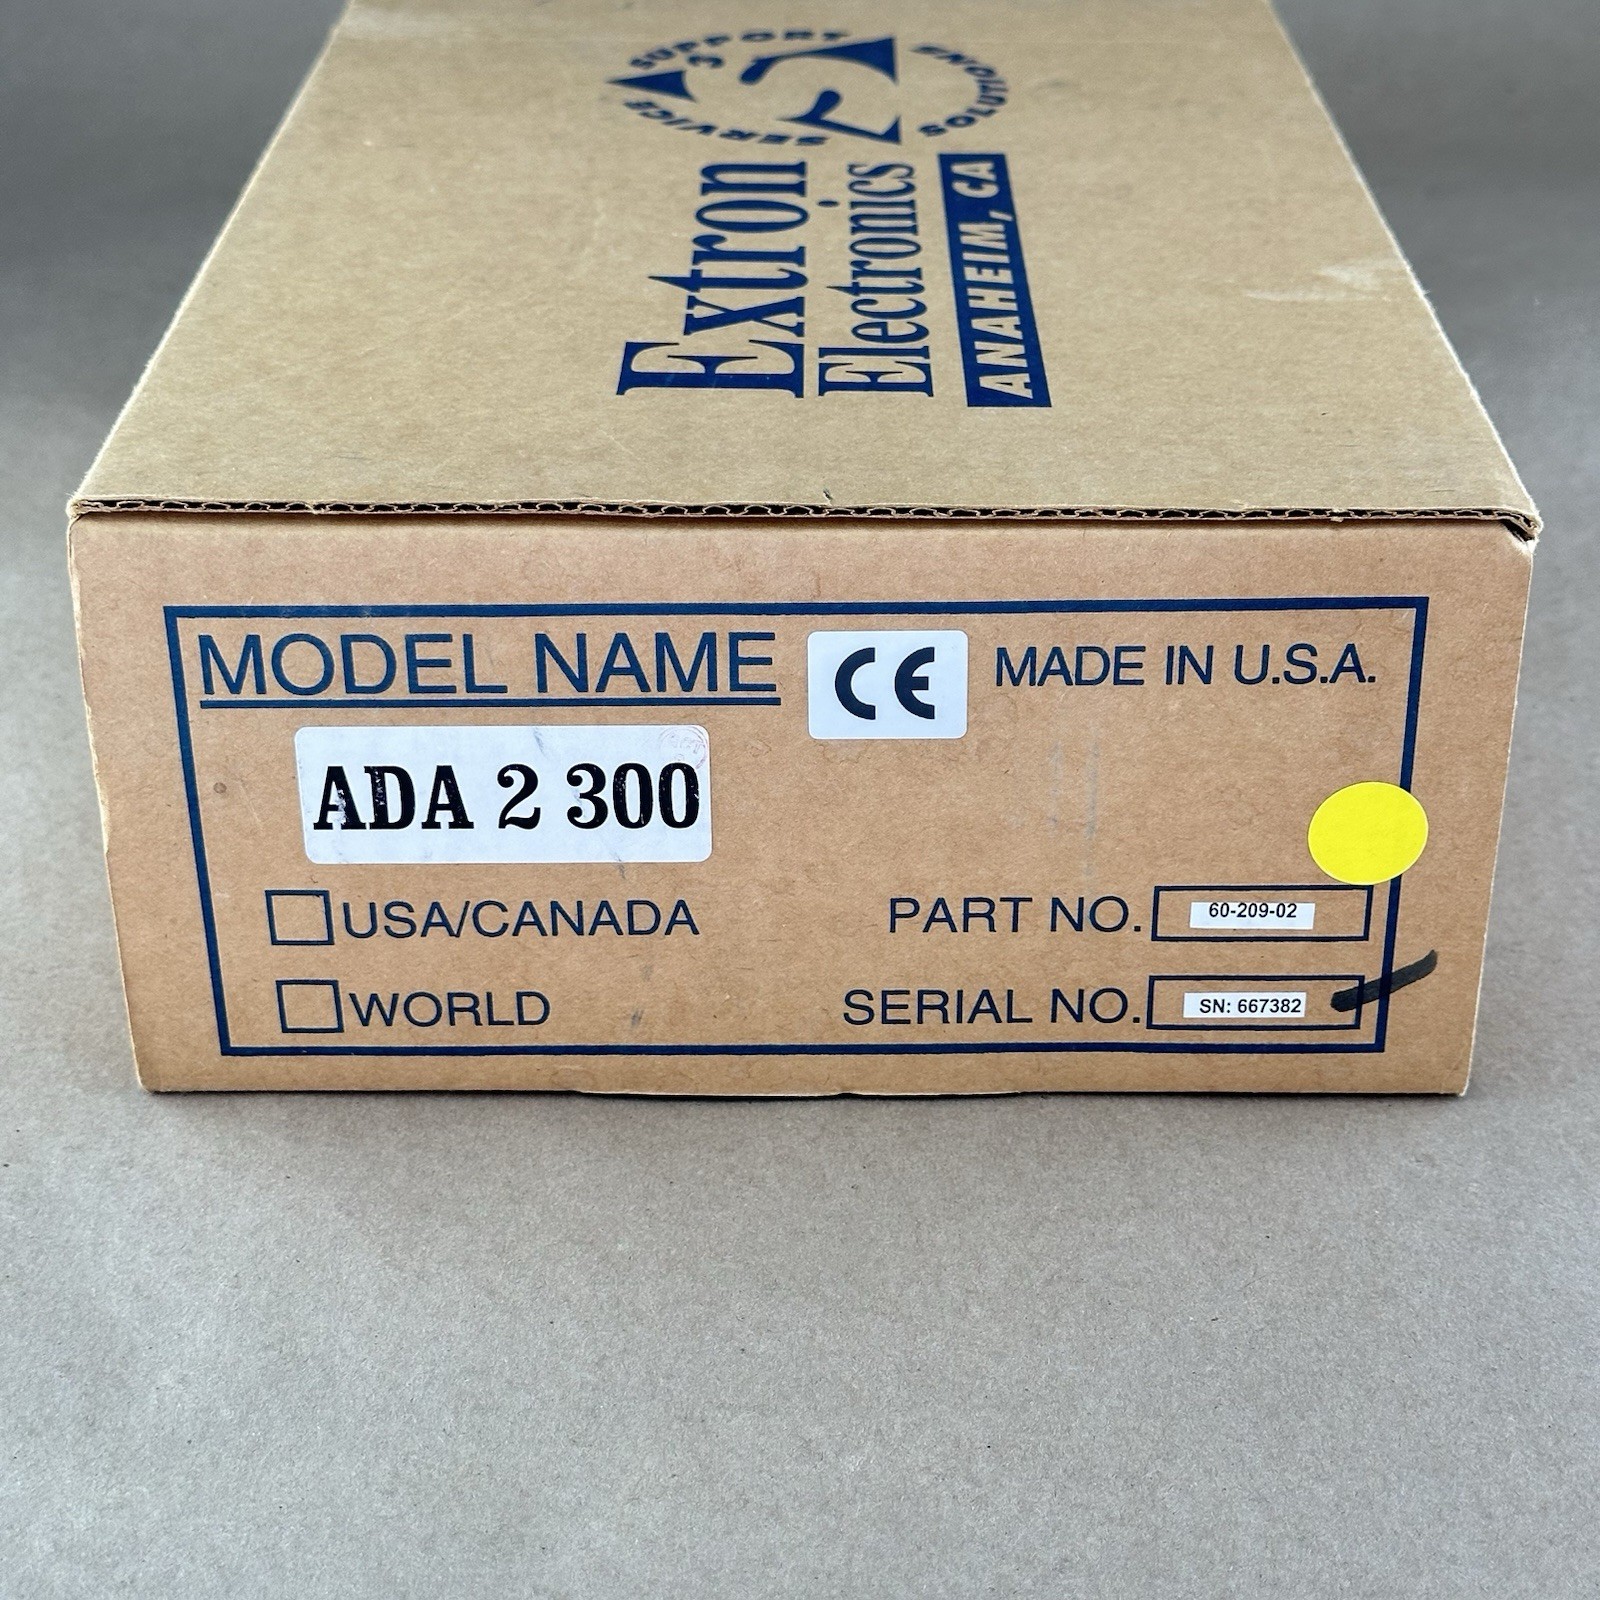 SUPPORT
3
SERVICE
SOLUTIONS
Extron
Electronics
ANAHEIM, CA
MODEL NAME
CE
MADE IN U.S.A.
ADA 2 300
USA/CANADA
PART NO. 60-209-02
WORLD
SERIAL NO. SN: 667382